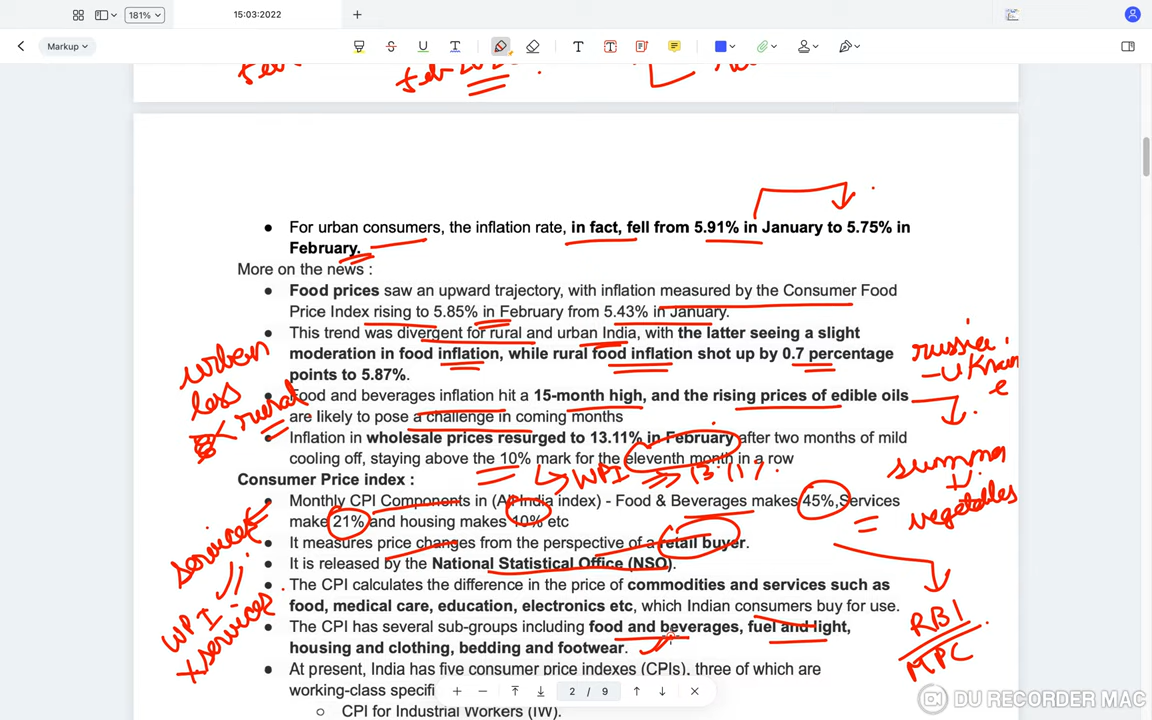 181%
15:03:2022
Markup
feb
feb 202
For urban consumers, the inflation rate, in fact, fell from 5.91% in January to 5.75% in
February.
More on the news :
Food prices saw an upward trajectory, with inflation measured by the Consumer Food
Price Index rising to 5.85% in February from 5.43% in January.
This trend was divergent for rural and urban India, with the latter seeing a slight
moderation in food inflation, while rural food inflation shot up by 0.7 percentage
points to 5.87%.
Food and beverages inflation hit a 15-month high, and the rising prices of edible oils
are likely to pose a challenge in coming months
Inflation in wholesale prices resurged to 13.11% in February after two months of mild
cooling off, staying above the 10% mark for the eleventh month in a row
WPI 13.11%
Consumer Price index :
Monthly CPI Components in (All India index) - Food & Beverages makes 45%,Services
make 21% and housing makes 10% etc
It measures price changes from the perspective of a retail buyer.
It is released by the National Statistical Office (NSO).
The CPI calculates the difference in the price of commodities and services such as
food, medical care, education, electronics etc, which Indian consumers buy for use.
The CPI has several sub-groups including food and beverages, fuel and light,
housing and clothing, bedding and footwear.
At present, India has five consumer price indexes (CPIs), three of which are
working-class specifi
CPI for Industrial Workers (IW).
urban
less
rural
services
WPI
+services
russia
-Ukrain
e
summer
vegetables
RBI
MPC
2 / 9
DU RECORDER MAC